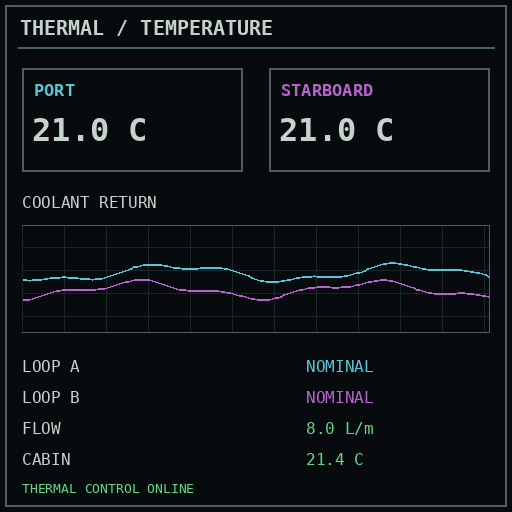 THERMAL / TEMPERATURE
PORT STARBOARD
21.0 C 21.0 C
COOLANT RETURN
LOOP A NOMINAL
LOOP B NOMINAL
FLOW 8.0 L/m
CABIN 21.4 C
THERMAL CONTROL ONLINE